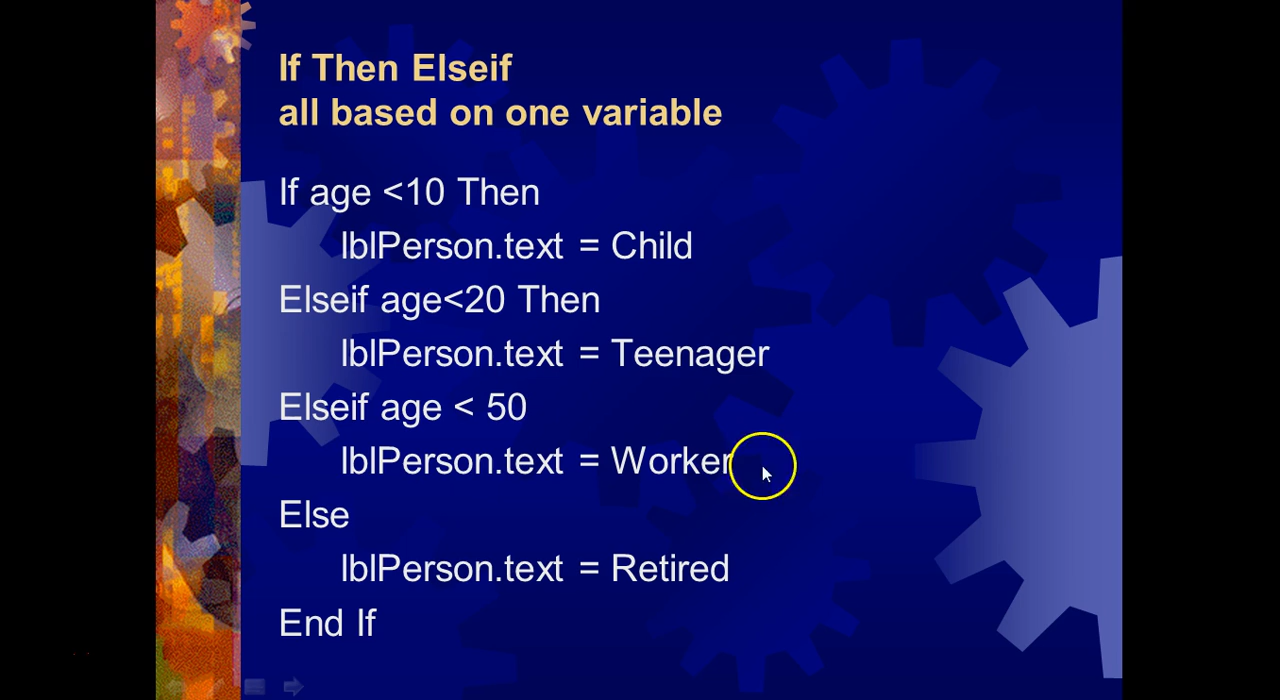 If Then Elseif
all based on one variable
If age <10 Then
lblPerson.text = Child
Elseif age<20 Then
lblPerson.text = Teenager
Elseif age < 50
lblPerson.text = Worker
Else
lblPerson.text = Retired
End If